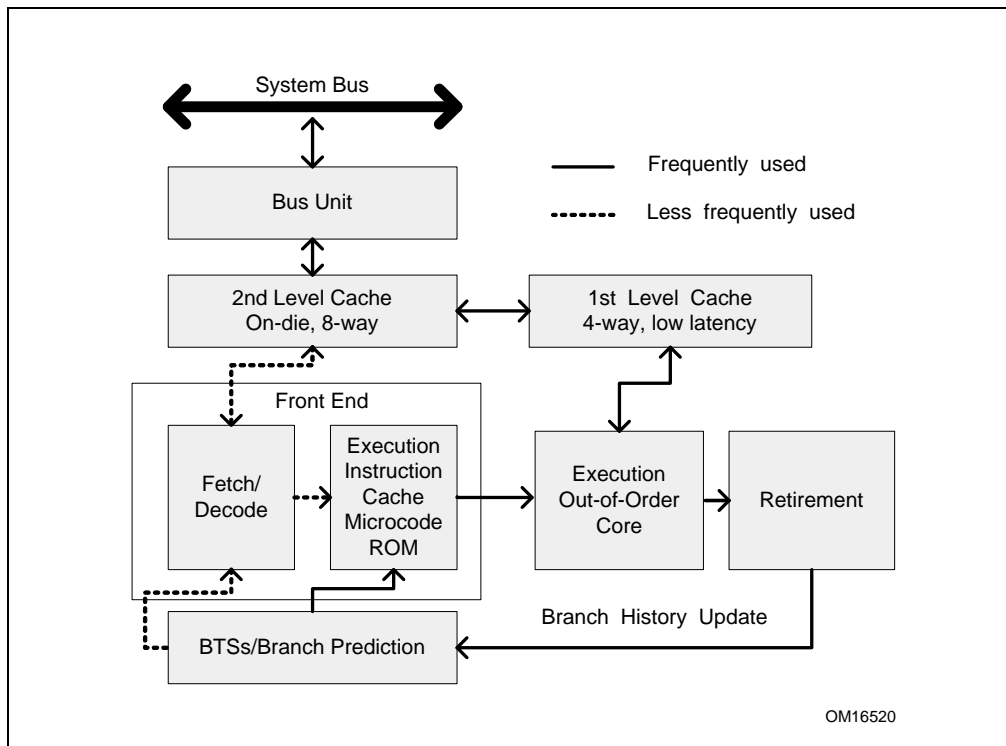 System Bus
Frequently used
Bus Unit
Less frequently used
2nd Level Cache
On-die, 8-way
1st Level Cache
4-way, low latency
Front End
Fetch/
Decode
Execution
Instruction
Cache
Microcode
ROM
Execution
Out-of-Order
Core
Retirement
Branch History Update
BTSs/Branch Prediction
OM16520